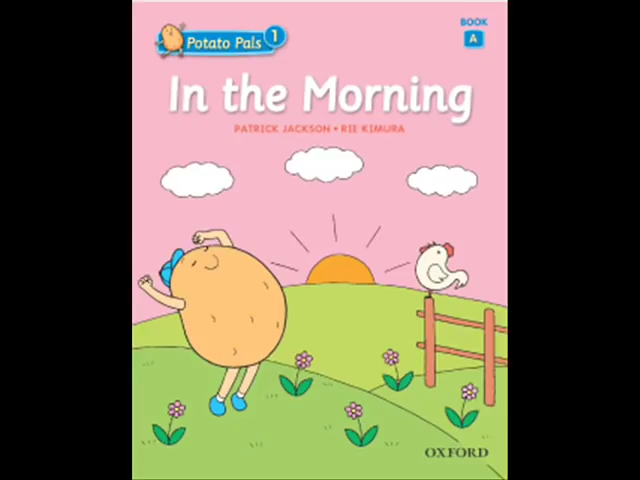 Potato Pals 1
BOOK
A
In the Morning
PATRICK JACKSON • RIE KIMURA
OXFORD